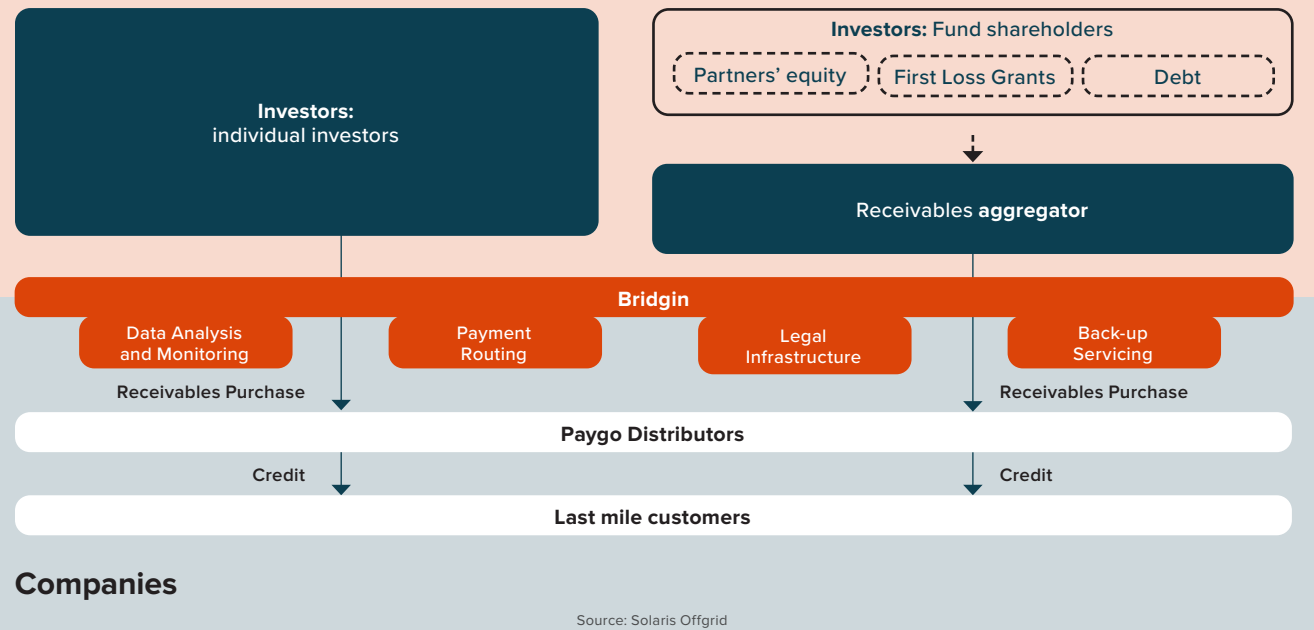 Investors:
individual investors
Investors: Fund shareholders
Partners’ equity
First Loss Grants
Debt
Receivables aggregator
Bridgin
Data Analysis
and Monitoring
Payment
Routing
Legal
Infrastructure
Back-up
Servicing
Receivables Purchase
Receivables Purchase
Paygo Distributors
Credit
Credit
Last mile customers
Companies
Source: Solaris Offgrid